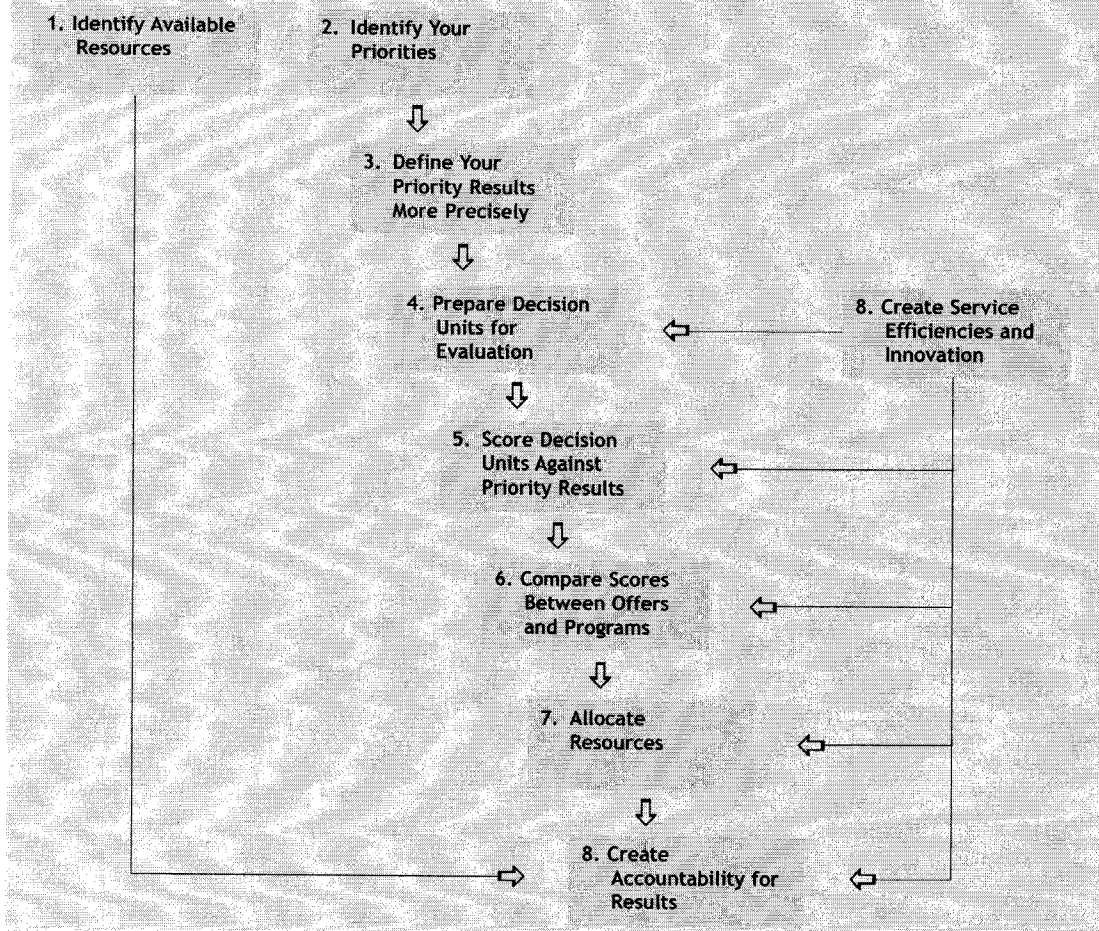 1. Identify Available
Resources
2. Identify Your
Priorities
3. Define Your
Priority Results
More Precisely
4. Prepare Decision
Units for
Evaluation
8. Create Service
Efficiencies and
Innovation
5. Score Decision
Units Against
Priority Results
6. Compare Scores
Between Offers
and Programs
7. Allocate
Resources
8. Create
Accountability for
Results